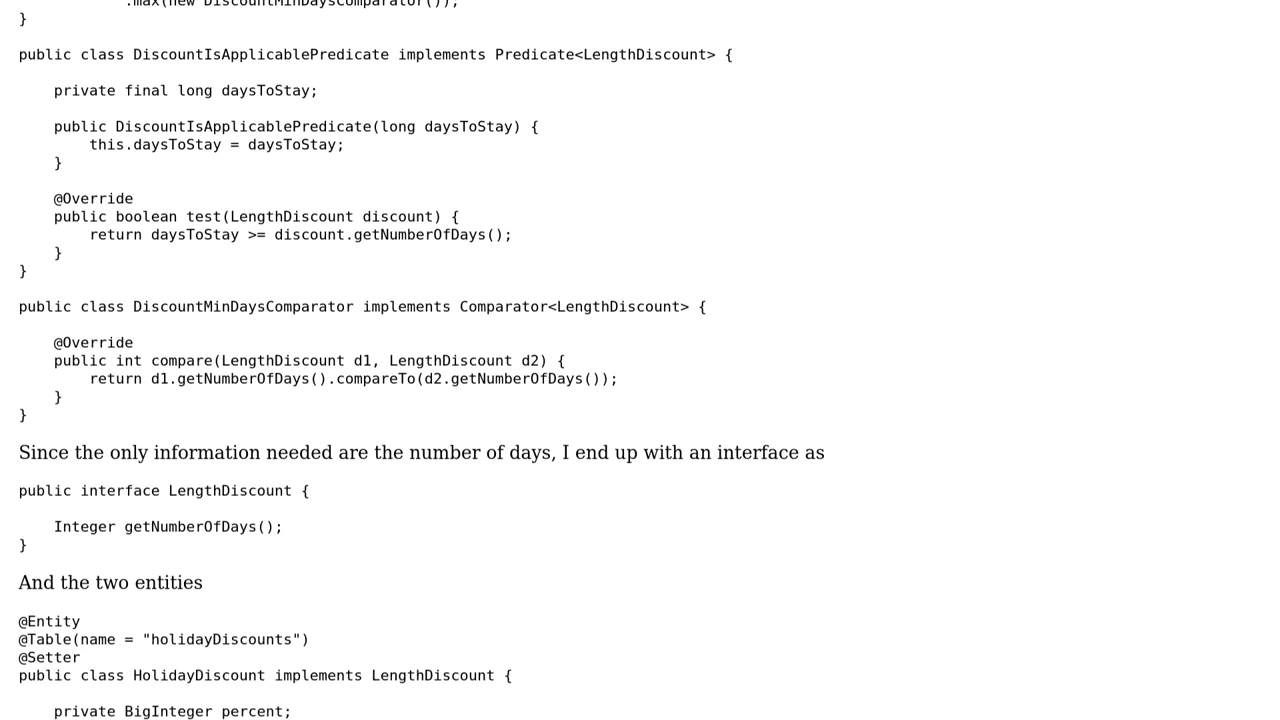 .max(new DiscountMinDaysComparator());
}
public class DiscountIsApplicablePredicate implements Predicate<LengthDiscount> {
private final long daysToStay;
public DiscountIsApplicablePredicate(long daysToStay) {
this.daysToStay = daysToStay;
}
@Override
public boolean test(LengthDiscount discount) {
return daysToStay >= discount.getNumberOfDays();
}
}
public class DiscountMinDaysComparator implements Comparator<LengthDiscount> {
@Override
public int compare(LengthDiscount d1, LengthDiscount d2) {
return d1.getNumberOfDays().compareTo(d2.getNumberOfDays());
}
}
Since the only information needed are the number of days, I end up with an interface as
public interface LengthDiscount {
Integer getNumberOfDays();
}
And the two entities
@Entity
@Table(name = "holidayDiscounts")
@Setter
public class HolidayDiscount implements LengthDiscount {
private BigInteger percent;